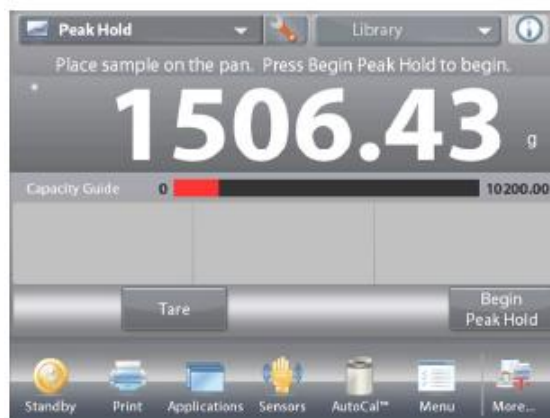 Peak Hold
Library
Place sample on the pan. Press Begin Peak Hold to begin.
* 1506.43 g
Capacity Guide 0 10200.00
Tare
Begin
Peak Hold
Standby Print Applications Sensors AutoCal™ Menu More...